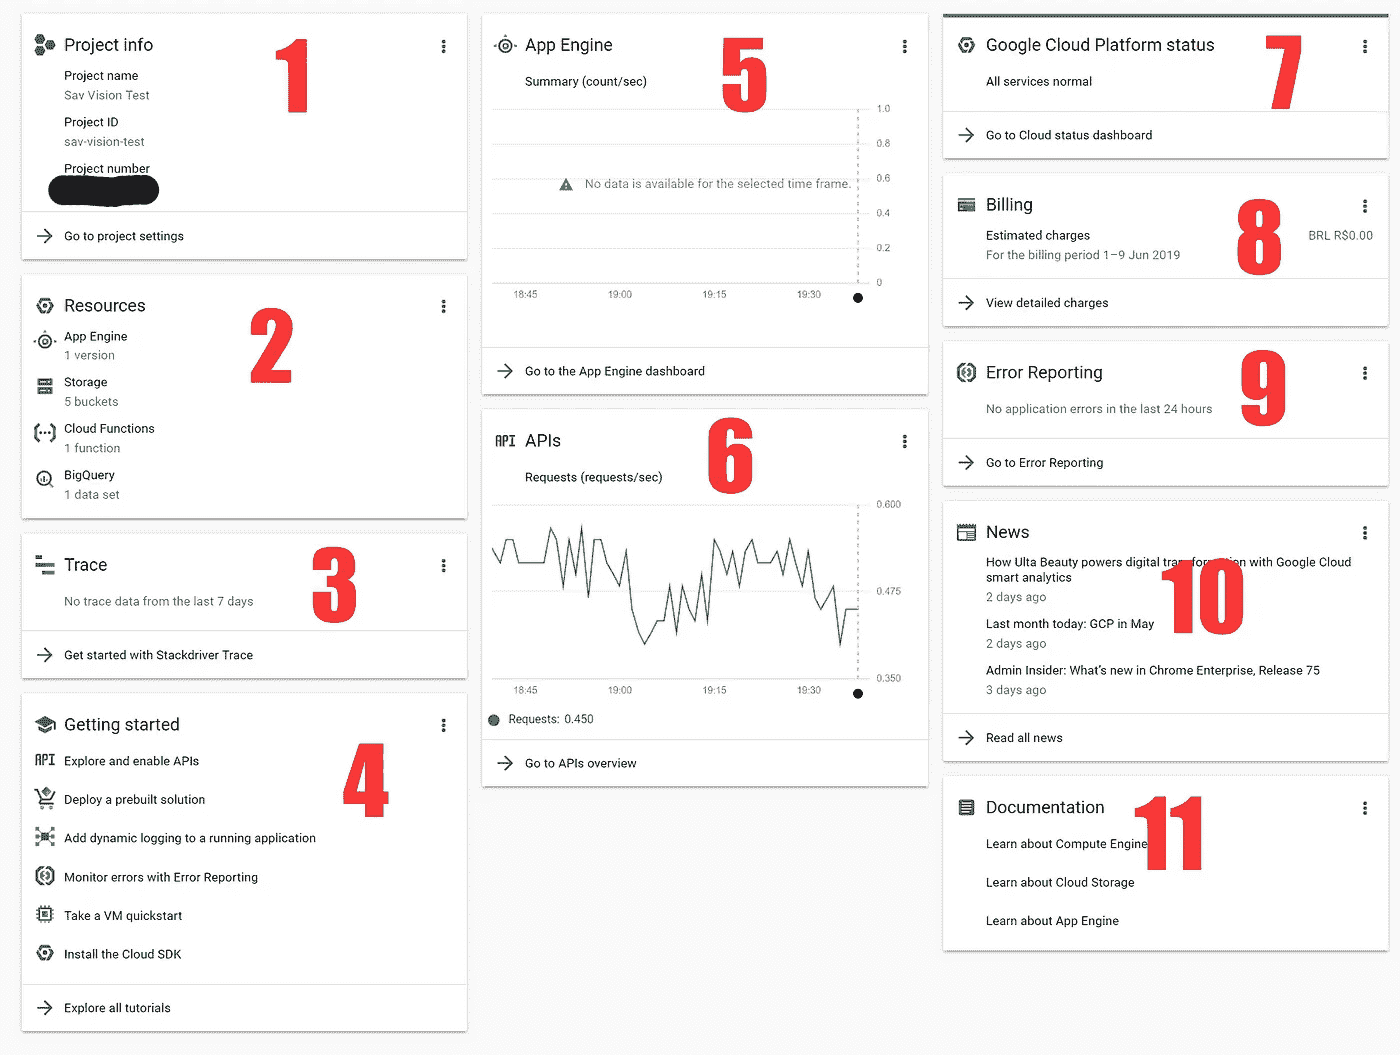 Project info
1
Project name
Sav Vision Test
Project ID
sav-vision-test
Project number
Go to project settings
Resources
2
App Engine
1 version
Storage
5 buckets
Cloud Functions
1 function
BigQuery
1 data set
Trace
3
No trace data from the last 7 days
Get started with Stackdriver Trace
Getting started
4
API Explore and enable APIs
Deploy a prebuilt solution
Add dynamic logging to a running application
Monitor errors with Error Reporting
Take a VM quickstart
Install the Cloud SDK
Explore all tutorials
App Engine
5
Summary (count/sec)
1.0
0.8
No data is available for the selected time frame.
0.6
0.4
0.2
0
18:45 19:00 19:15 19:30
Go to the App Engine dashboard
API APIs
6
Requests (requests/sec)
0.600
0.475
0.350
18:45 19:00 19:15 19:30
Requests: 0.450
Go to APIs overview
Google Cloud Platform status
7
All services normal
Go to Cloud status dashboard
Billing
8
Estimated charges BRL R$0.00
For the billing period 1–9 Jun 2019
View detailed charges
Error Reporting
9
No application errors in the last 24 hours
Go to Error Reporting
News
How Ulta Beauty powers digital transformation with Google Cloud
smart analytics
10
2 days ago
Last month today: GCP in May
2 days ago
Admin Insider: What's new in Chrome Enterprise, Release 75
3 days ago
Read all news
Documentation
11
Learn about Compute Engine
Learn about Cloud Storage
Learn about App Engine